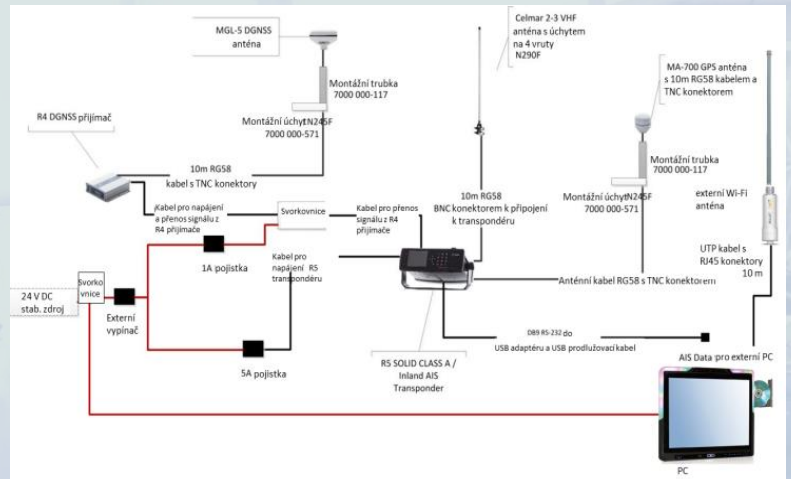 MGL-5 DGNSS
anténa
Celmar 2-3 VHF
anténa s úchytem
na 4 vruty
N290F
MA-700 GPS anténa
s 10m RG58 kabelem a
TNC konektorem
Montážní trubka
7000 000-117
Montážní úchyt N245F
7000 000-571
R4 DGNSS přijímač
10m RG58
kabel s TNC konektory
Kabel pro napájení
a přenos signálu z
R4 přijímače
Svorkovnice
Kabel pro přenos
signálu z R4
přijímače
10m RG58
BNC konektorem k připojení
k transpondéru
Montážní trubka
7000 000-117
Montážní úchyt N245F
7000 000-571
externí Wi-Fi
anténa
UTP kabel s
RJ45 konektory
10 m
1A pojistka
Kabel pro
napájení R5
transpondéru
Anténní kabel RG58 s TNC konektorem
24 V DC
stab. zdroj
Svorko
vnice
Externí
vypínač
5A pojistka
R5 SOLID CLASS A /
Inland AIS
Transponder
DB9 RS-232 do
USB adaptéru a USB prodlužovací kabel
AIS Data pro externí PC
PC